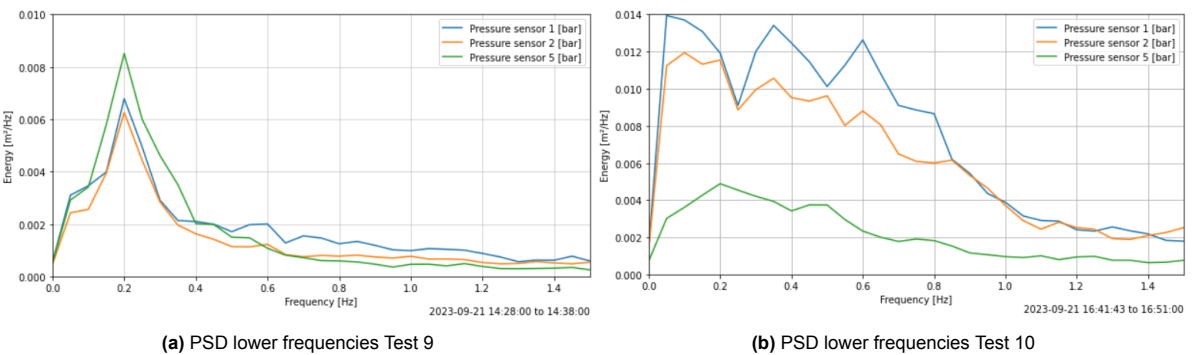 0.010
0.008
0.006
0.004
0.002
0.000
Energy [m²/Hz]
0.0 0.2 0.4 0.6 0.8 1.0 1.2 1.4
Frequency [Hz]
Pressure sensor 1 [bar]
Pressure sensor 2 [bar]
Pressure sensor 5 [bar]
2023-09-21 14:28:00 to 14:38:00
(a) PSD lower frequencies Test 9
0.014
0.012
0.010
0.008
0.006
0.004
0.002
0.000
Energy [m²/Hz]
0.0 0.2 0.4 0.6 0.8 1.0 1.2 1.4
Frequency [Hz]
Pressure sensor 1 [bar]
Pressure sensor 2 [bar]
Pressure sensor 5 [bar]
2023-09-21 16:41:43 to 16:51:00
(b) PSD lower frequencies Test 10